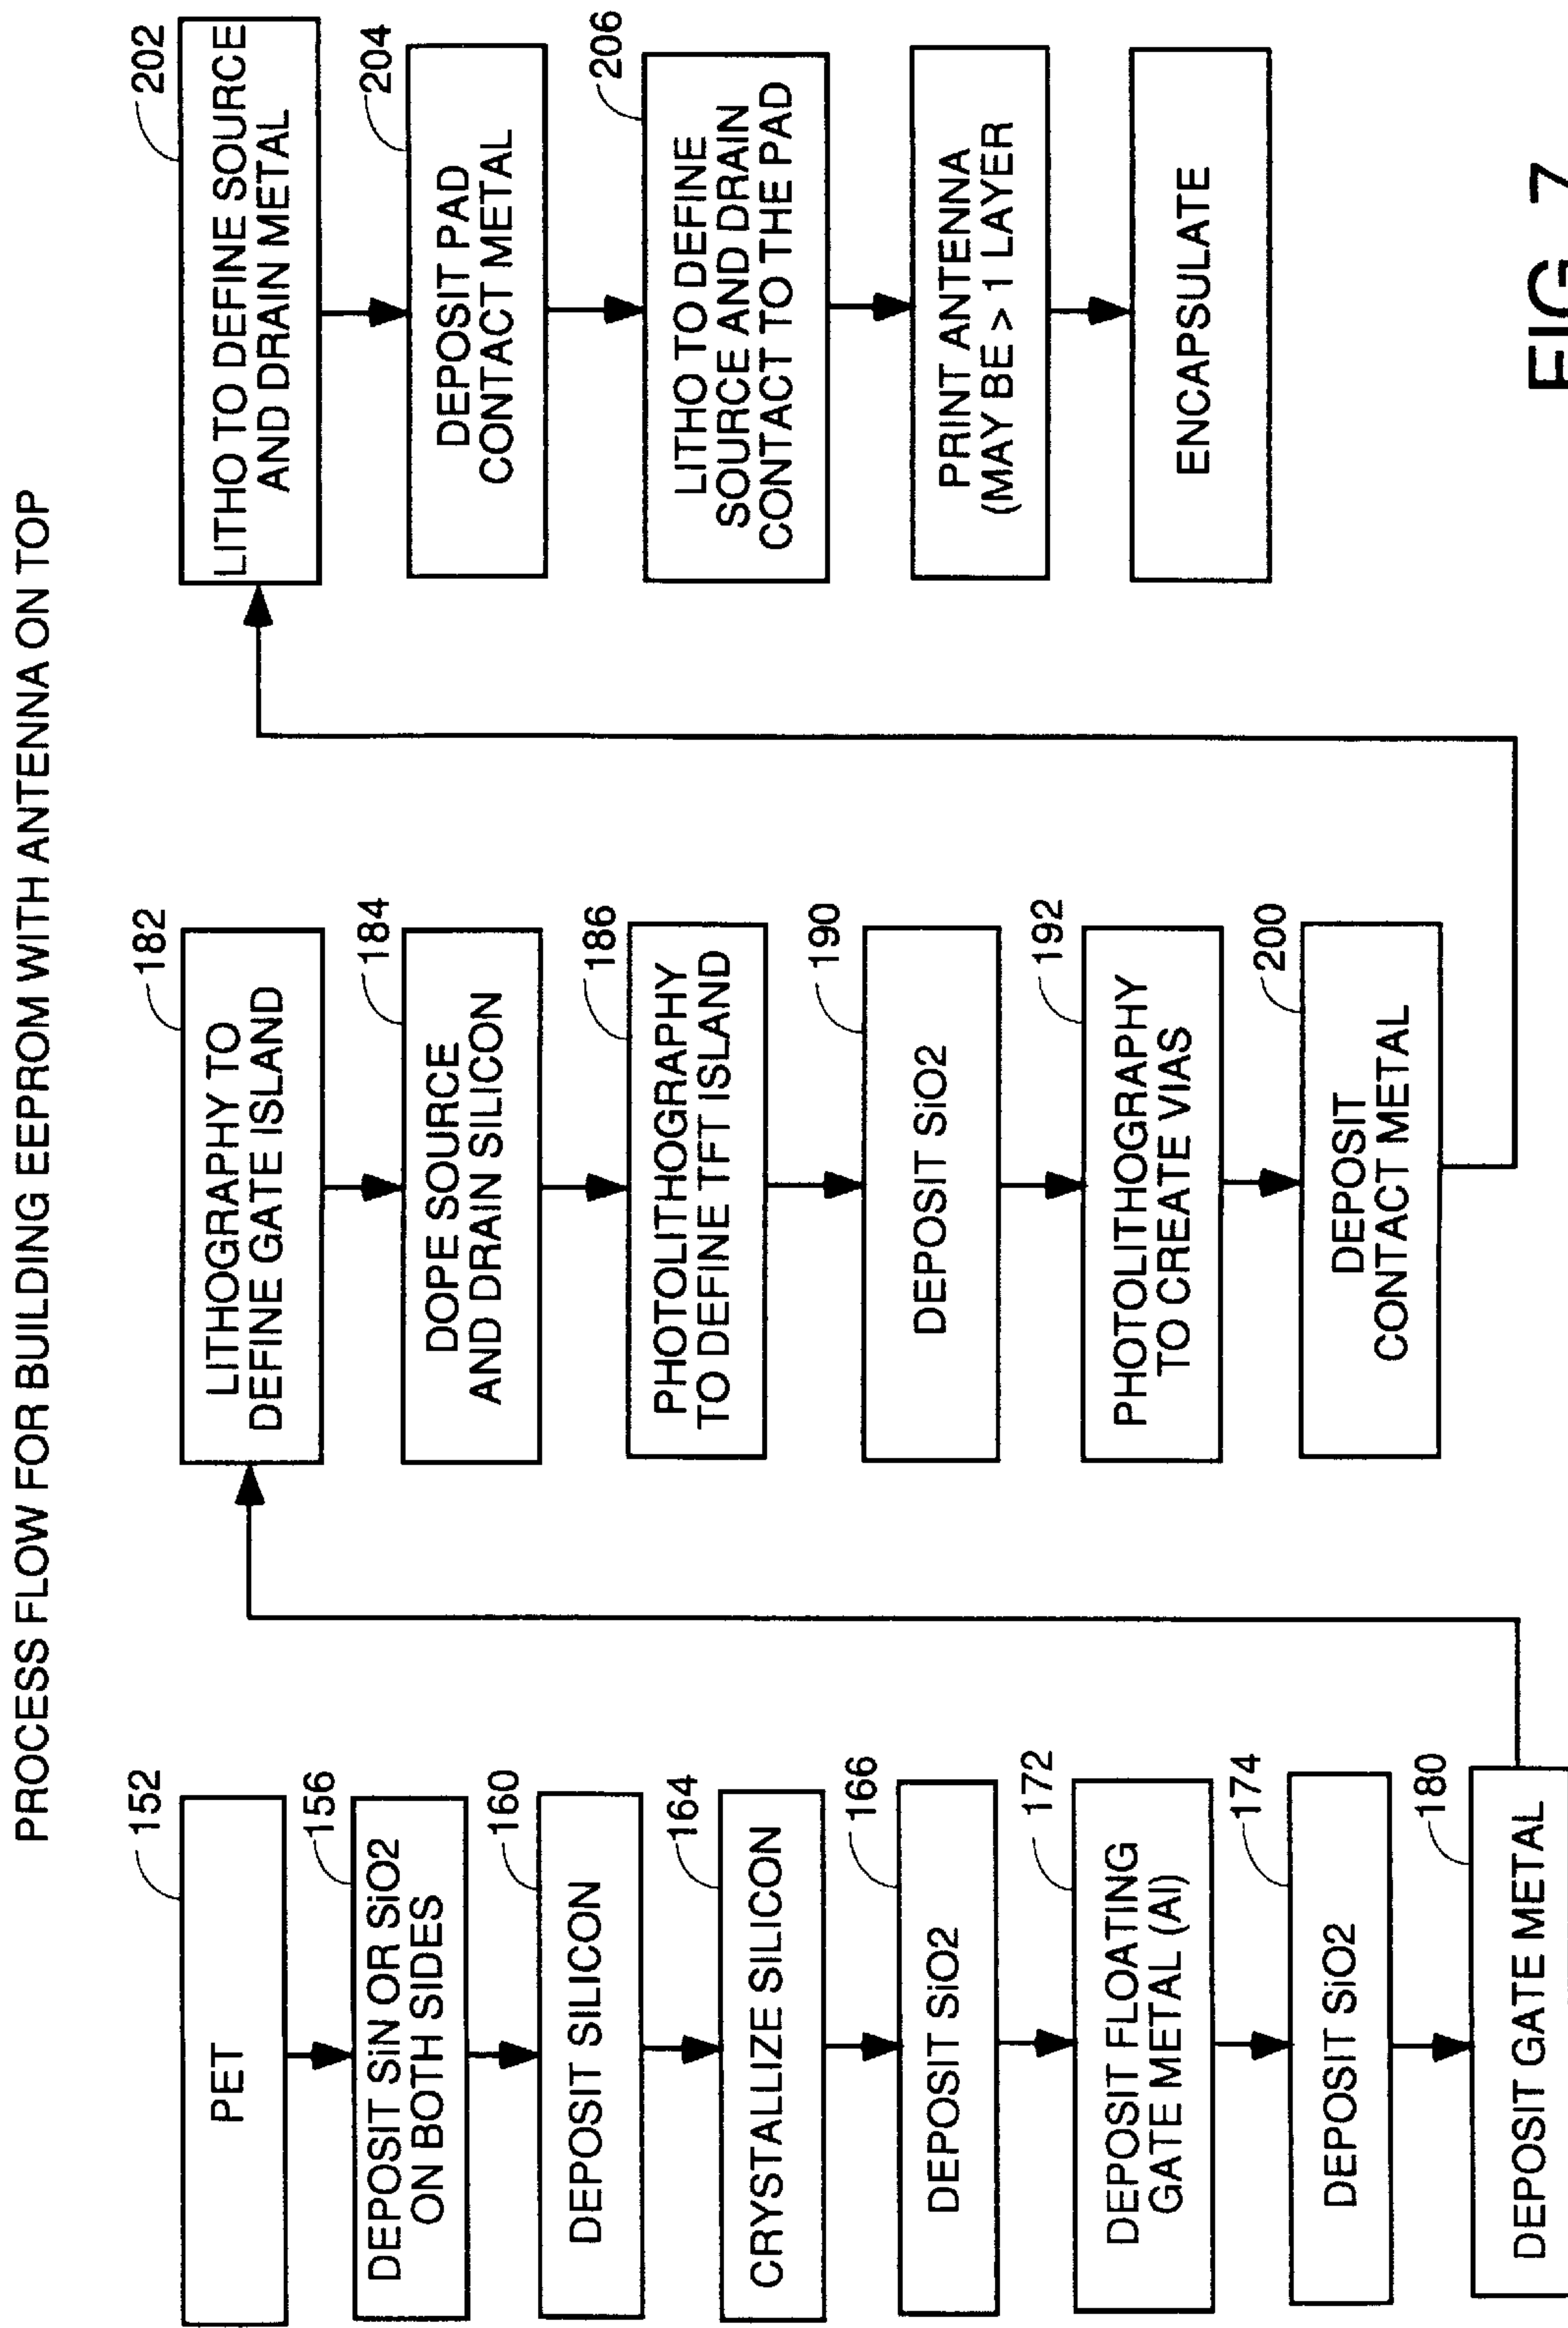 PROCESS FLOW FOR BUILDING EEPROM WITH ANTENNA ON TOP
152
PET
156
DEPOSIT SiN OR SiO2
ON BOTH SIDES
160
DEPOSIT SILICON
164
CRYSTALLIZE SILICON
166
DEPOSIT SiO2
172
DEPOSIT FLOATING
GATE METAL (Al)
174
DEPOSIT SiO2
180
DEPOSIT GATE METAL
182
LITHOGRAPHY TO
DEFINE GATE ISLAND
184
DOPE SOURCE
AND DRAIN SILICON
186
PHOTOLITHOGRAPHY
TO DEFINE TFT ISLAND
190
DEPOSIT SiO2
192
PHOTOLITHOGRAPHY
TO CREATE VIAS
200
DEPOSIT
CONTACT METAL
202
LITHO TO DEFINE SOURCE
AND DRAIN METAL
204
DEPOSIT PAD
CONTACT METAL
206
LITHO TO DEFINE
SOURCE AND DRAIN
CONTACT TO THE PAD
PRINT ANTENNA
(MAY BE > 1 LAYER
ENCAPSULATE
FIG_7